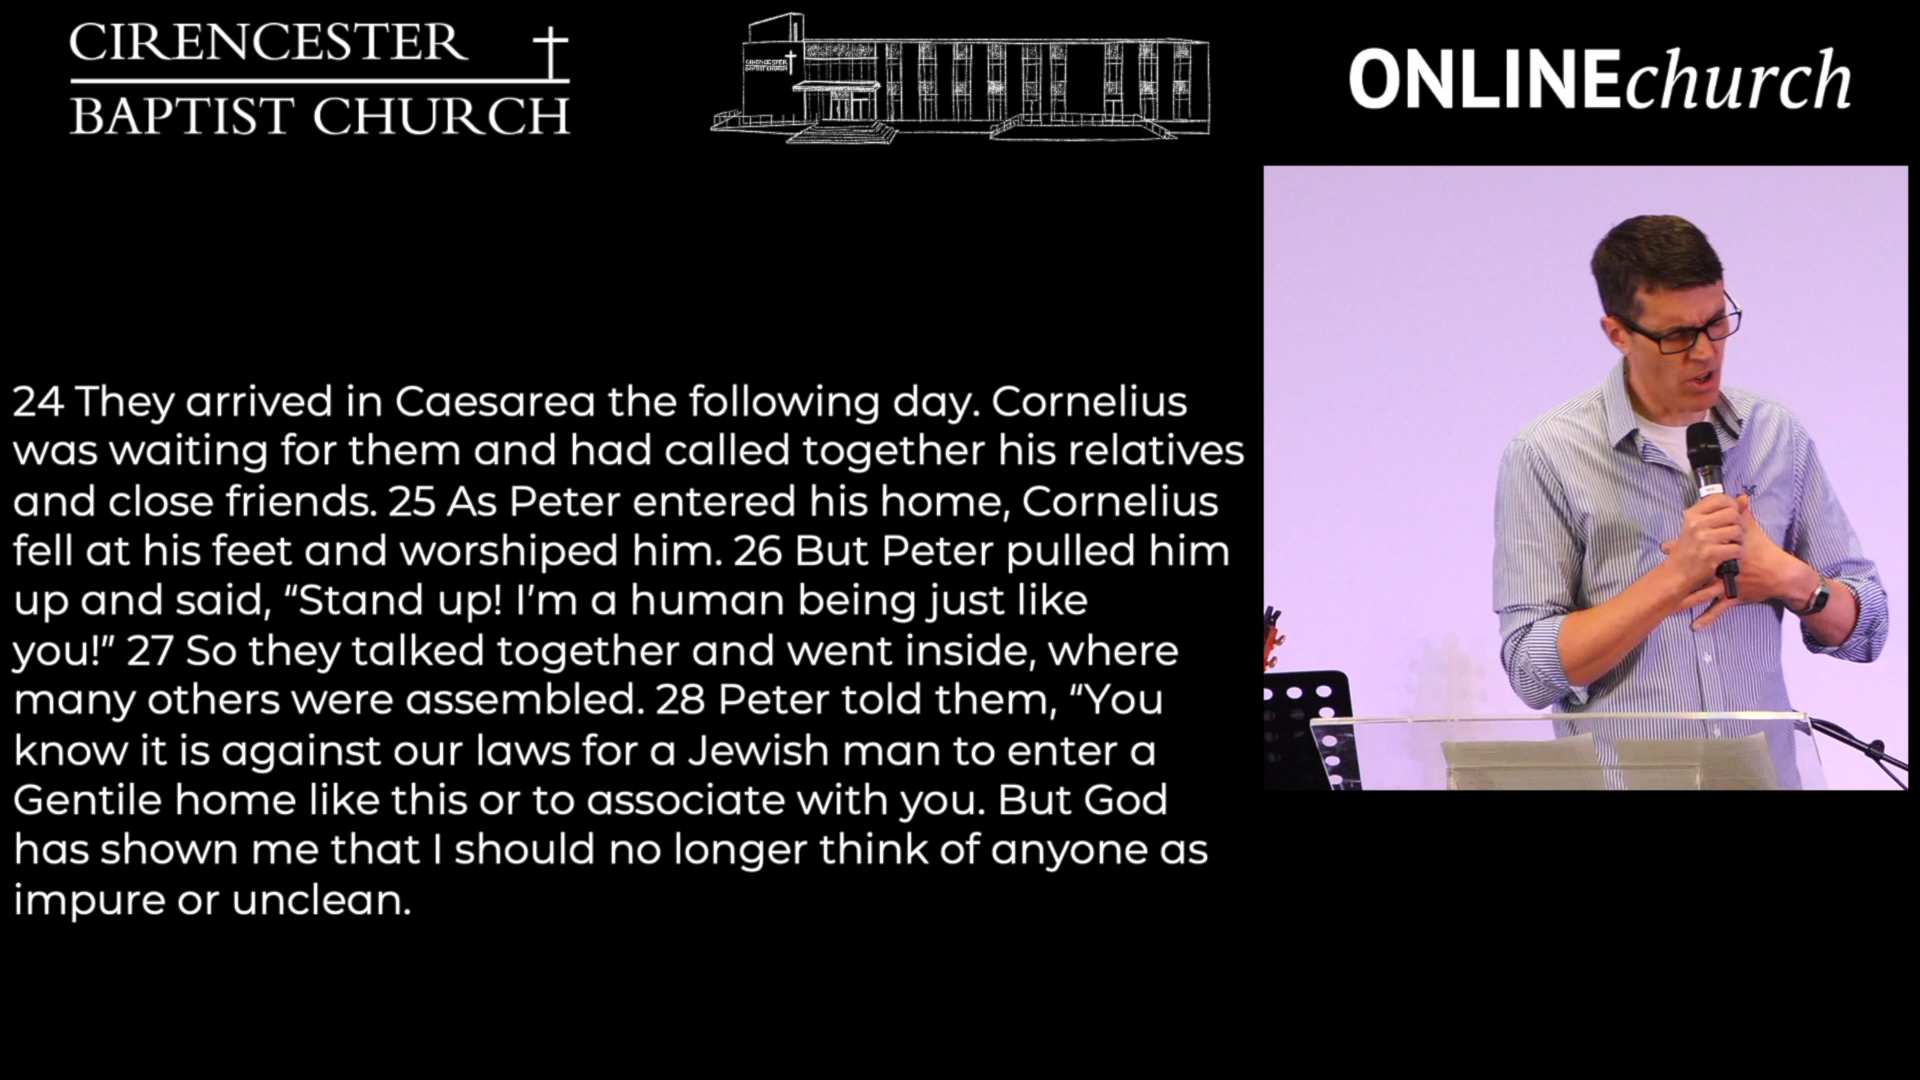 CIRENCESTER
BAPTIST CHURCH
CIRENCESTER
BAPTIST CHURCH
ONLINEchurch
24 They arrived in Caesarea the following day. Cornelius
was waiting for them and had called together his relatives
and close friends. 25 As Peter entered his home, Cornelius
fell at his feet and worshiped him. 26 But Peter pulled him
up and said, “Stand up! I’m a human being just like
you!” 27 So they talked together and went inside, where
many others were assembled. 28 Peter told them, “You
know it is against our laws for a Jewish man to enter a
Gentile home like this or to associate with you. But God
has shown me that I should no longer think of anyone as
impure or unclean.